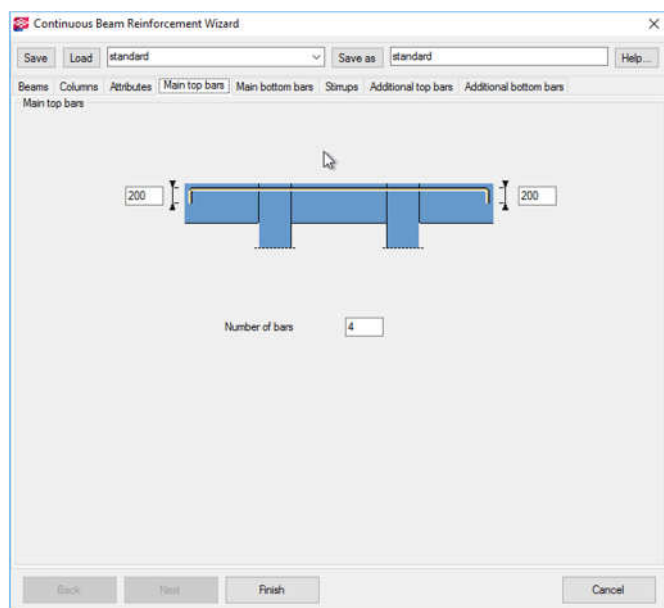 Continuous Beam Reinforcement Wizard
Save Load standard Save as standard Help...
Beams Columns Attributes Main top bars Main bottom bars Stirrups Additional top bars Additional bottom bars
Main top bars
200 200
Number of bars 4
Back Next Finish Cancel